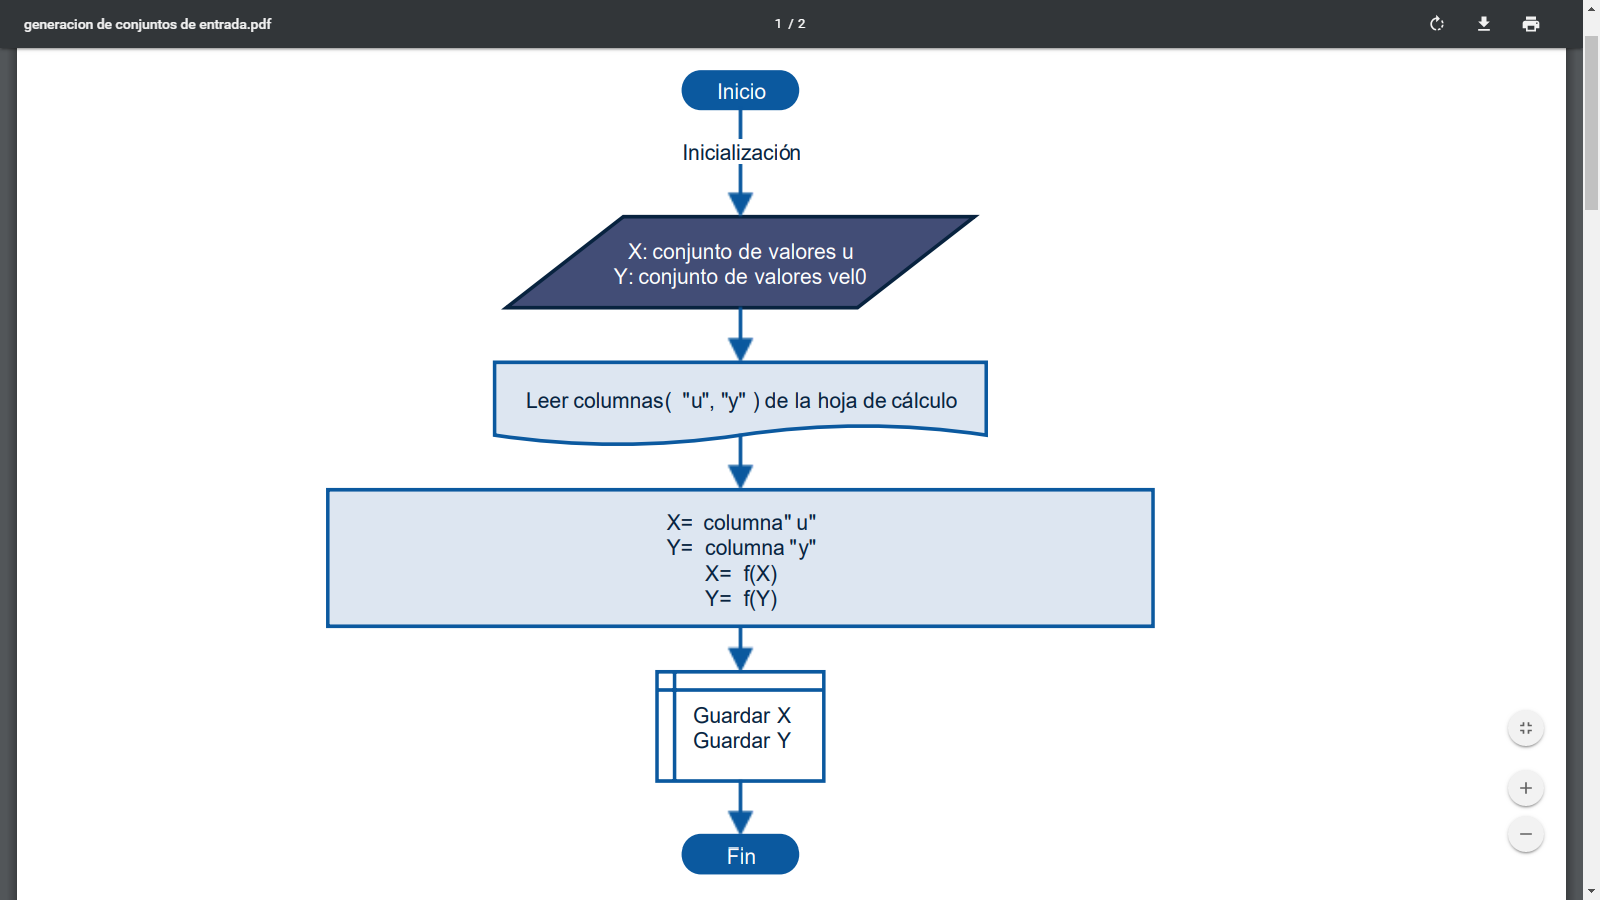 generacion de conjuntos de entrada.pdf
1 / 2
Inicio
Inicialización
X: conjunto de valores u
Y: conjunto de valores vel0
Leer columnas( "u", "y" ) de la hoja de cálculo
X= columna" u"
Y= columna "y"
X= f(X)
Y= f(Y)
Guardar X
Guardar Y
Fin